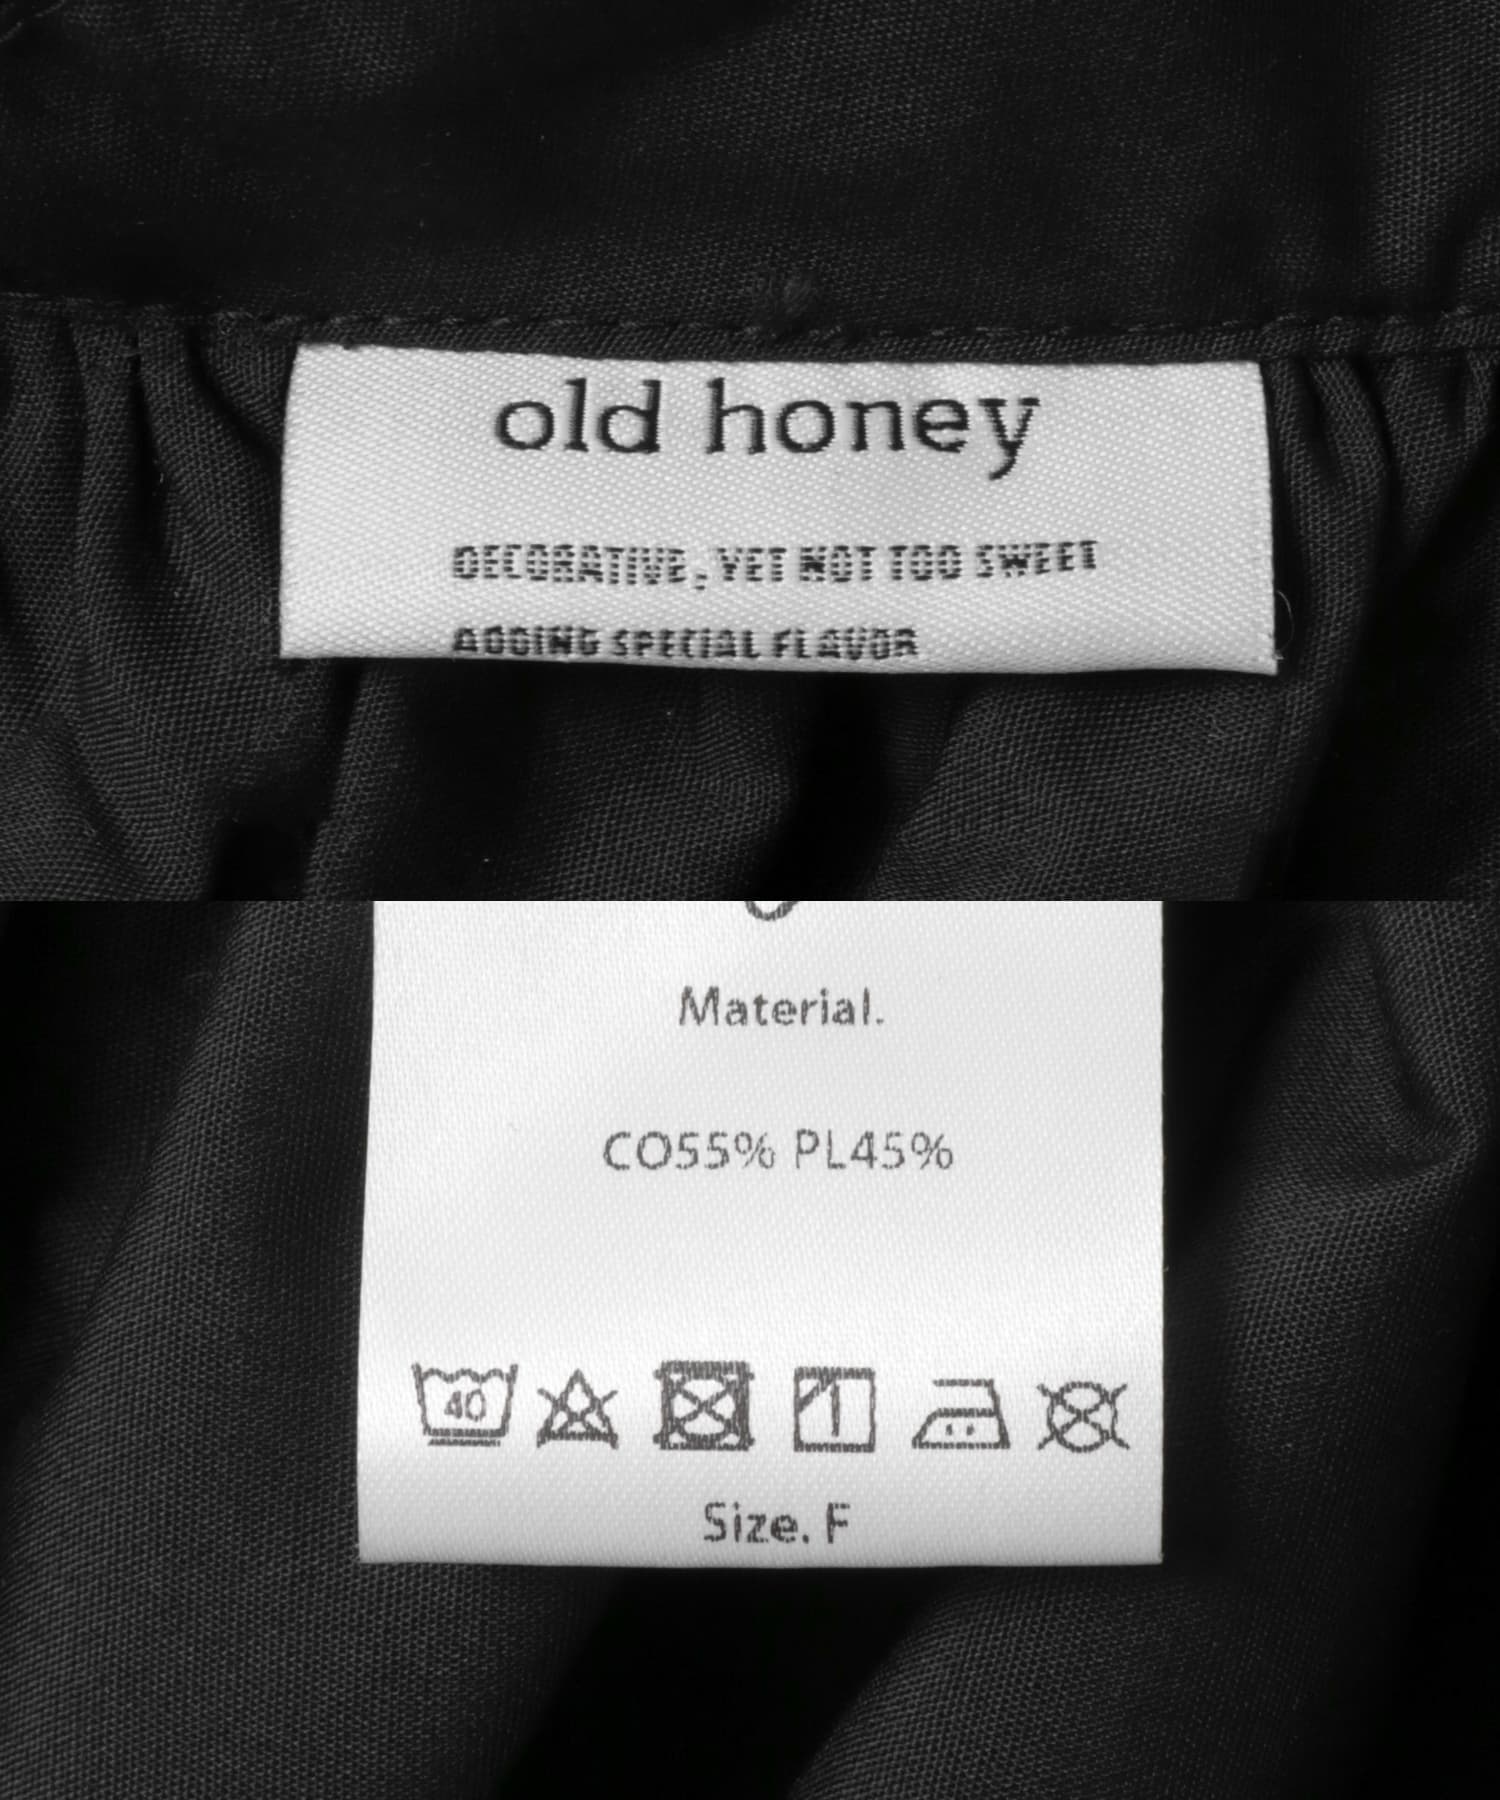 old honey
DECORATIVE, YET NOT TOO SWEET
ADDING SPECIAL FLAVOR
Material.
CO55% PL45%
40
Size. F